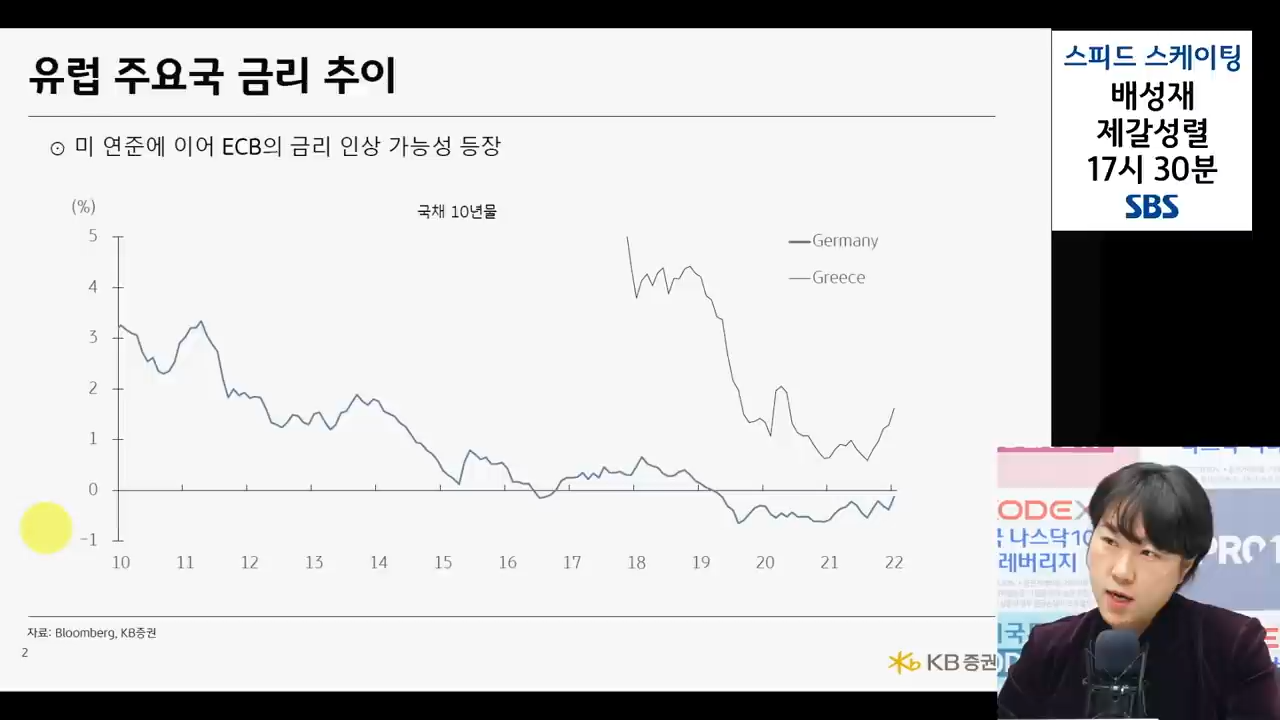 유럽 주요국 금리 추이
⊙ 미 연준에 이어 ECB의 금리 인상 가능성 등장
(%)
국채 10년물
5
4
3
2
1
0
-1
10 11 12 13 14 15 16 17 18 19 20 21 22
Germany
Greece
자료: Bloomberg, KB증권
2
KB증권
스피드 스케이팅
배성재
제갈성렬
17시 30분
SBS
ODEX
나스닥10
레버리지
PRO